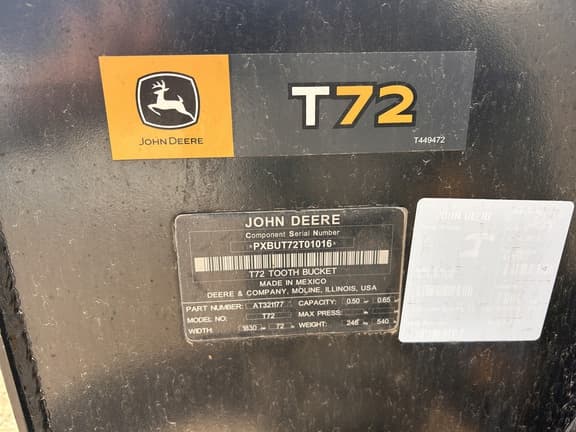 T72
JOHN DEERE
T449472
JOHN DEERE
Component Serial Number
*PXBUT72T01016*
T72 TOOTH BUCKET
MADE IN MEXICO
DEERE & COMPANY, MOLINE, ILLINOIS, USA
PART NUMBER: AT321177 CAPACITY: 0.50 0.65
MODEL NO: T72 MAX PRESS:
WIDTH: 1830 72 WEIGHT: 246 540
JOHN DEERE